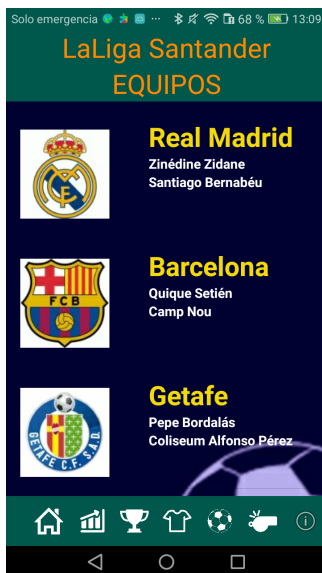 Solo emergencia ... 68 % 13:09
LaLiga Santander
EQUIPOS
Real Madrid
Zinédine Zidane
Santiago Bernabéu
Barcelona
Quique Setién
Camp Nou
FCB
Getafe
Pepe Bordalás
Coliseum Alfonso Pérez
GETAFE C.F. S.A.D.